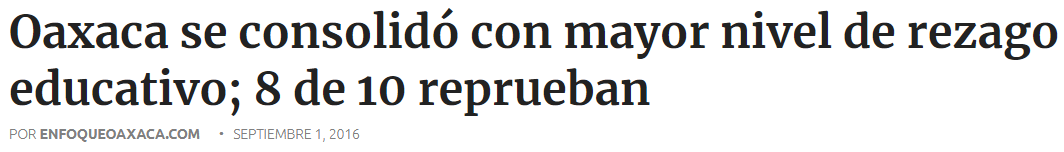 Oaxaca se consolidó con mayor nivel de rezago
educativo; 8 de 10 reprueban
POR ENFOQUEOAXACA.COM • SEPTIEMBRE 1, 2016